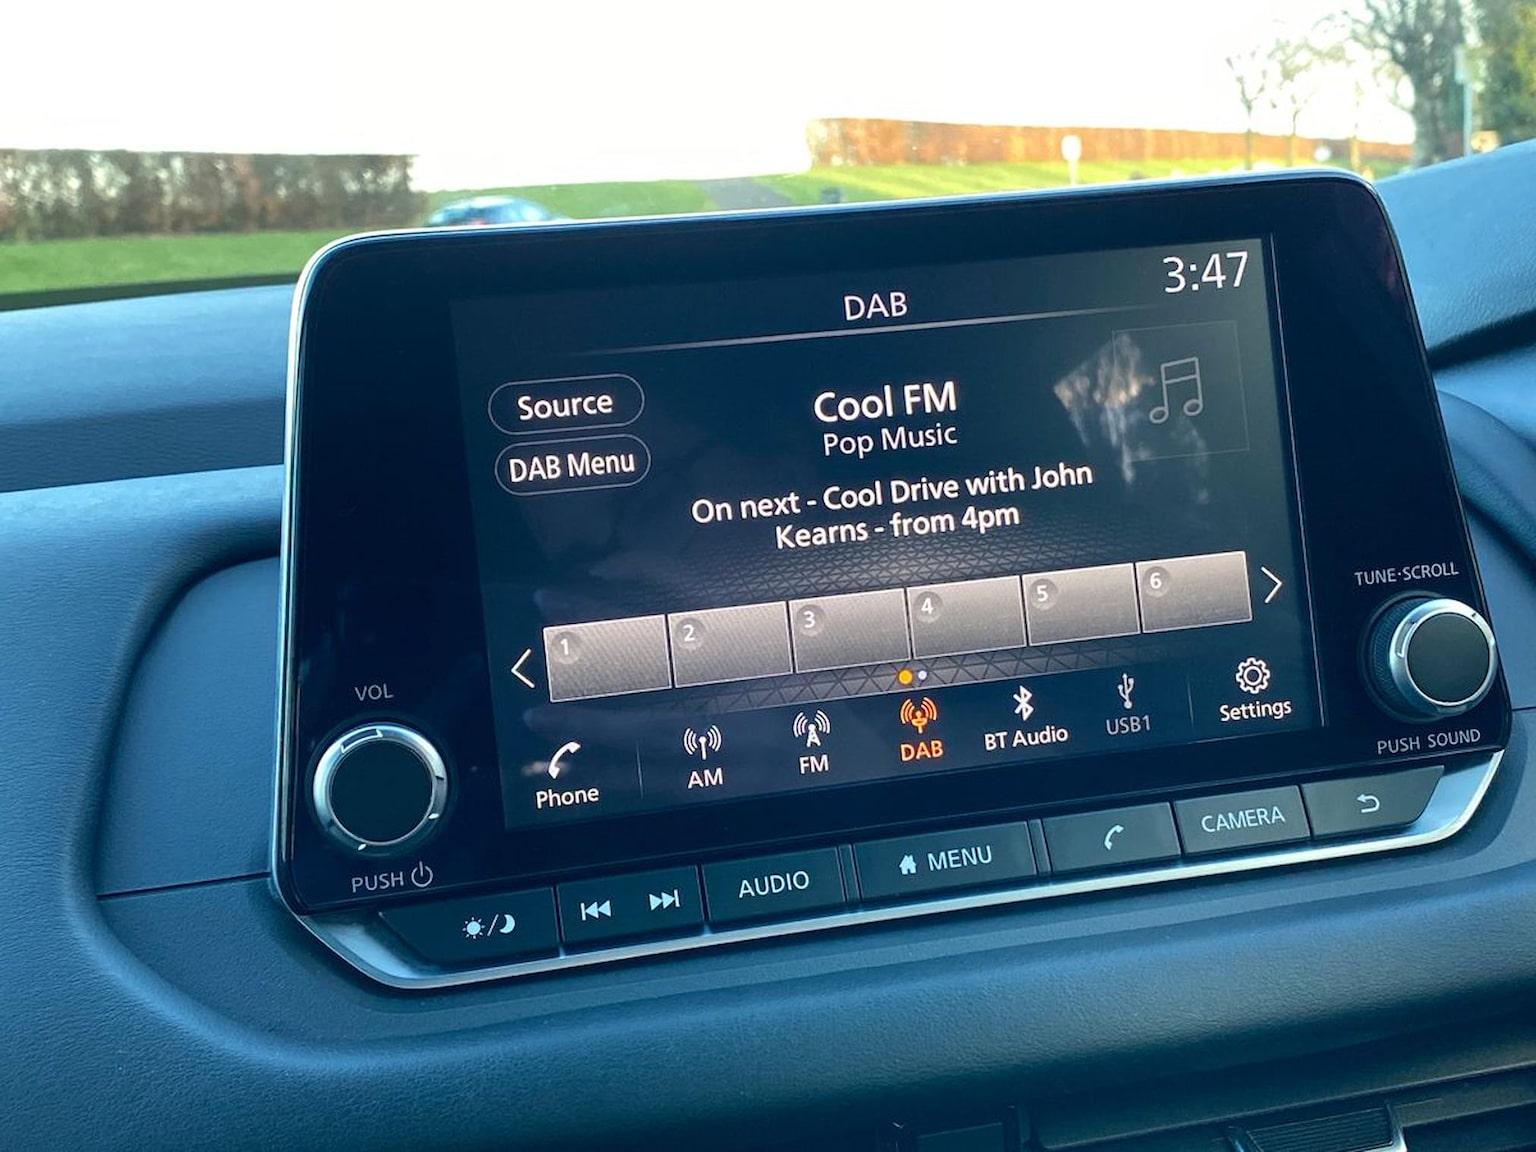 3:47
DAB
Source
DAB Menu
Cool FM
Pop Music
On next - Cool Drive with John
Kearns - from 4pm
1 2 3 4 5 6
Phone AM FM DAB BT Audio USB1 Settings
VOL
PUSH
TUNE·SCROLL
PUSH SOUND
AUDIO MENU CAMERA